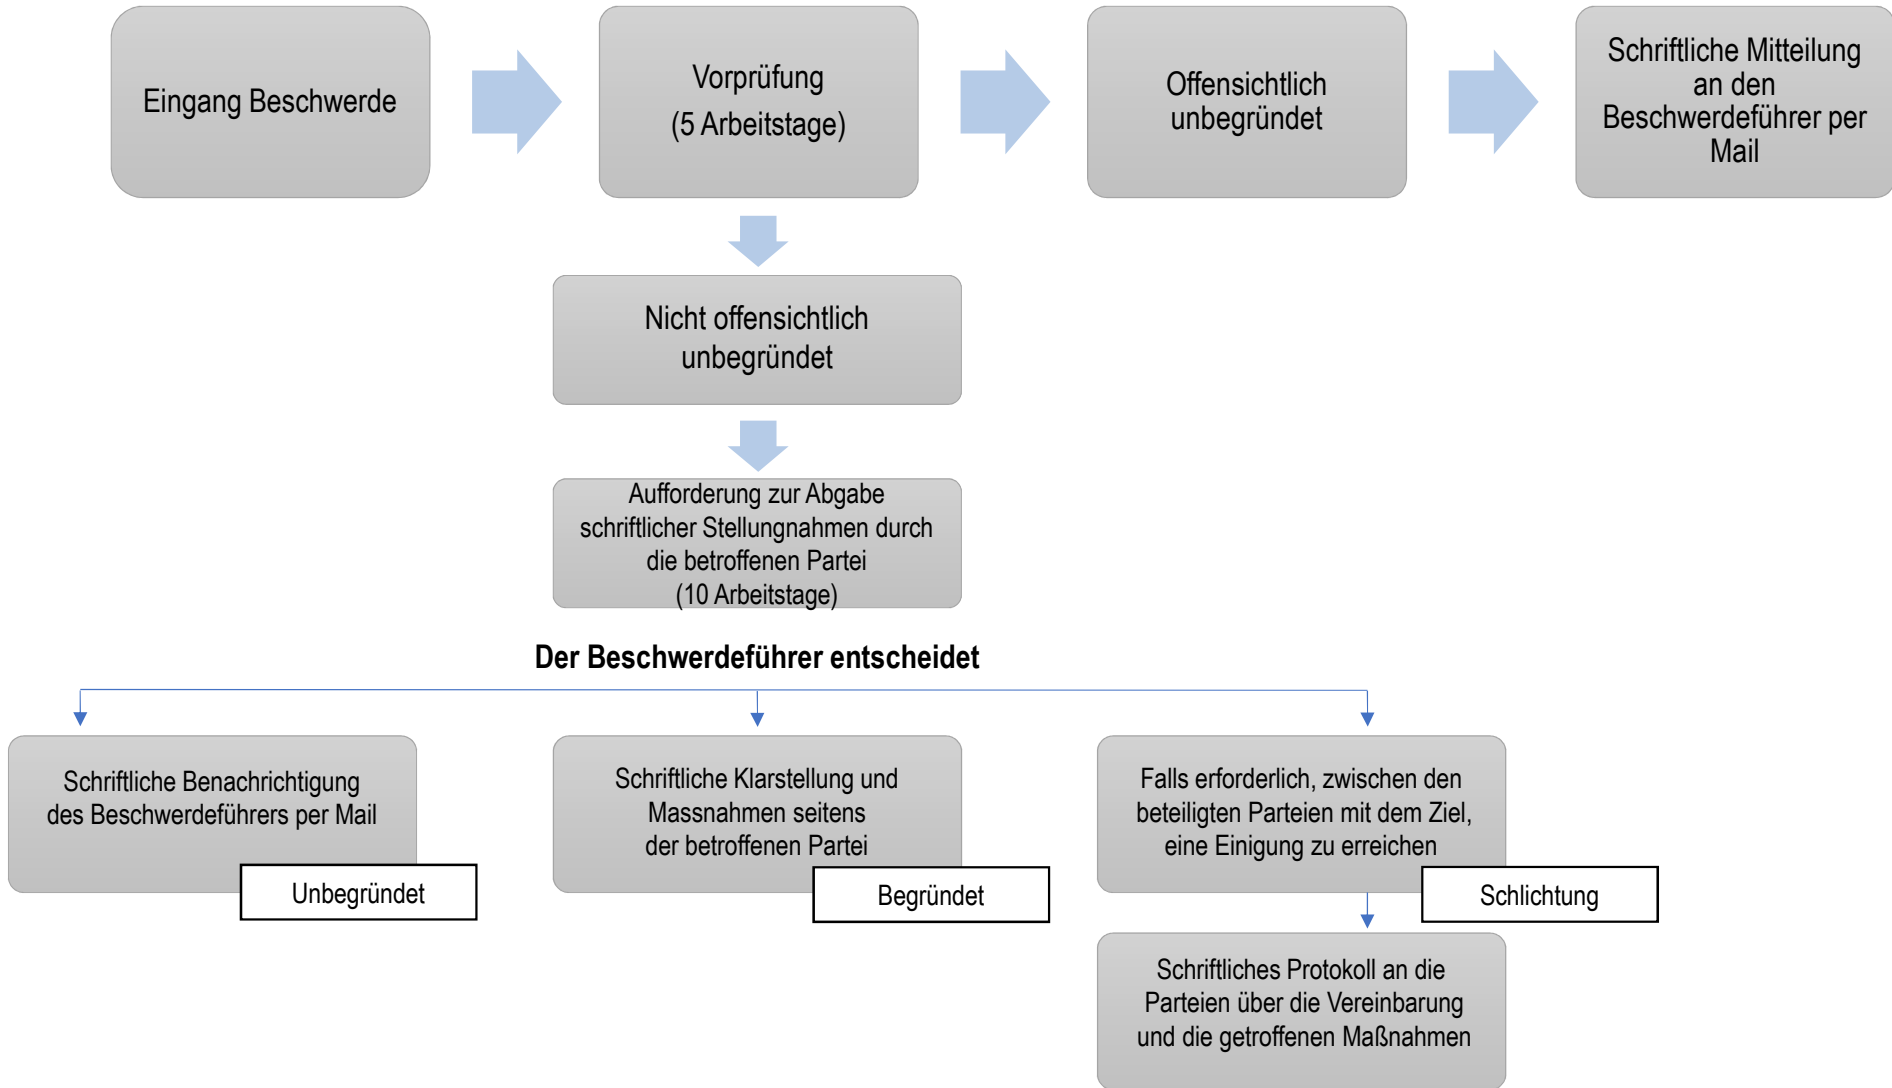 Eingang Beschwerde
Vorprüfung
(5 Arbeitstage)
Offensichtlich
unbegründet
Schriftliche Mitteilung
an den
Beschwerdeführer per
Mail
Nicht offensichtlich
unbegründet
Aufforderung zur Abgabe
schriftlicher Stellungnahmen durch
die betroffenen Partei
(10 Arbeitstage)
Der Beschwerdeführer entscheidet
Schriftliche Benachrichtigung
des Beschwerdeführers per Mail
Unbegründet
Schriftliche Klarstellung und
Massnahmen seitens
der betroffenen Partei
Begründet
Falls erforderlich, zwischen den
beteiligten Parteien mit dem Ziel,
eine Einigung zu erreichen
Schlichtung
Schriftliches Protokoll an die
Parteien über die Vereinbarung
und die getroffenen Maßnahmen